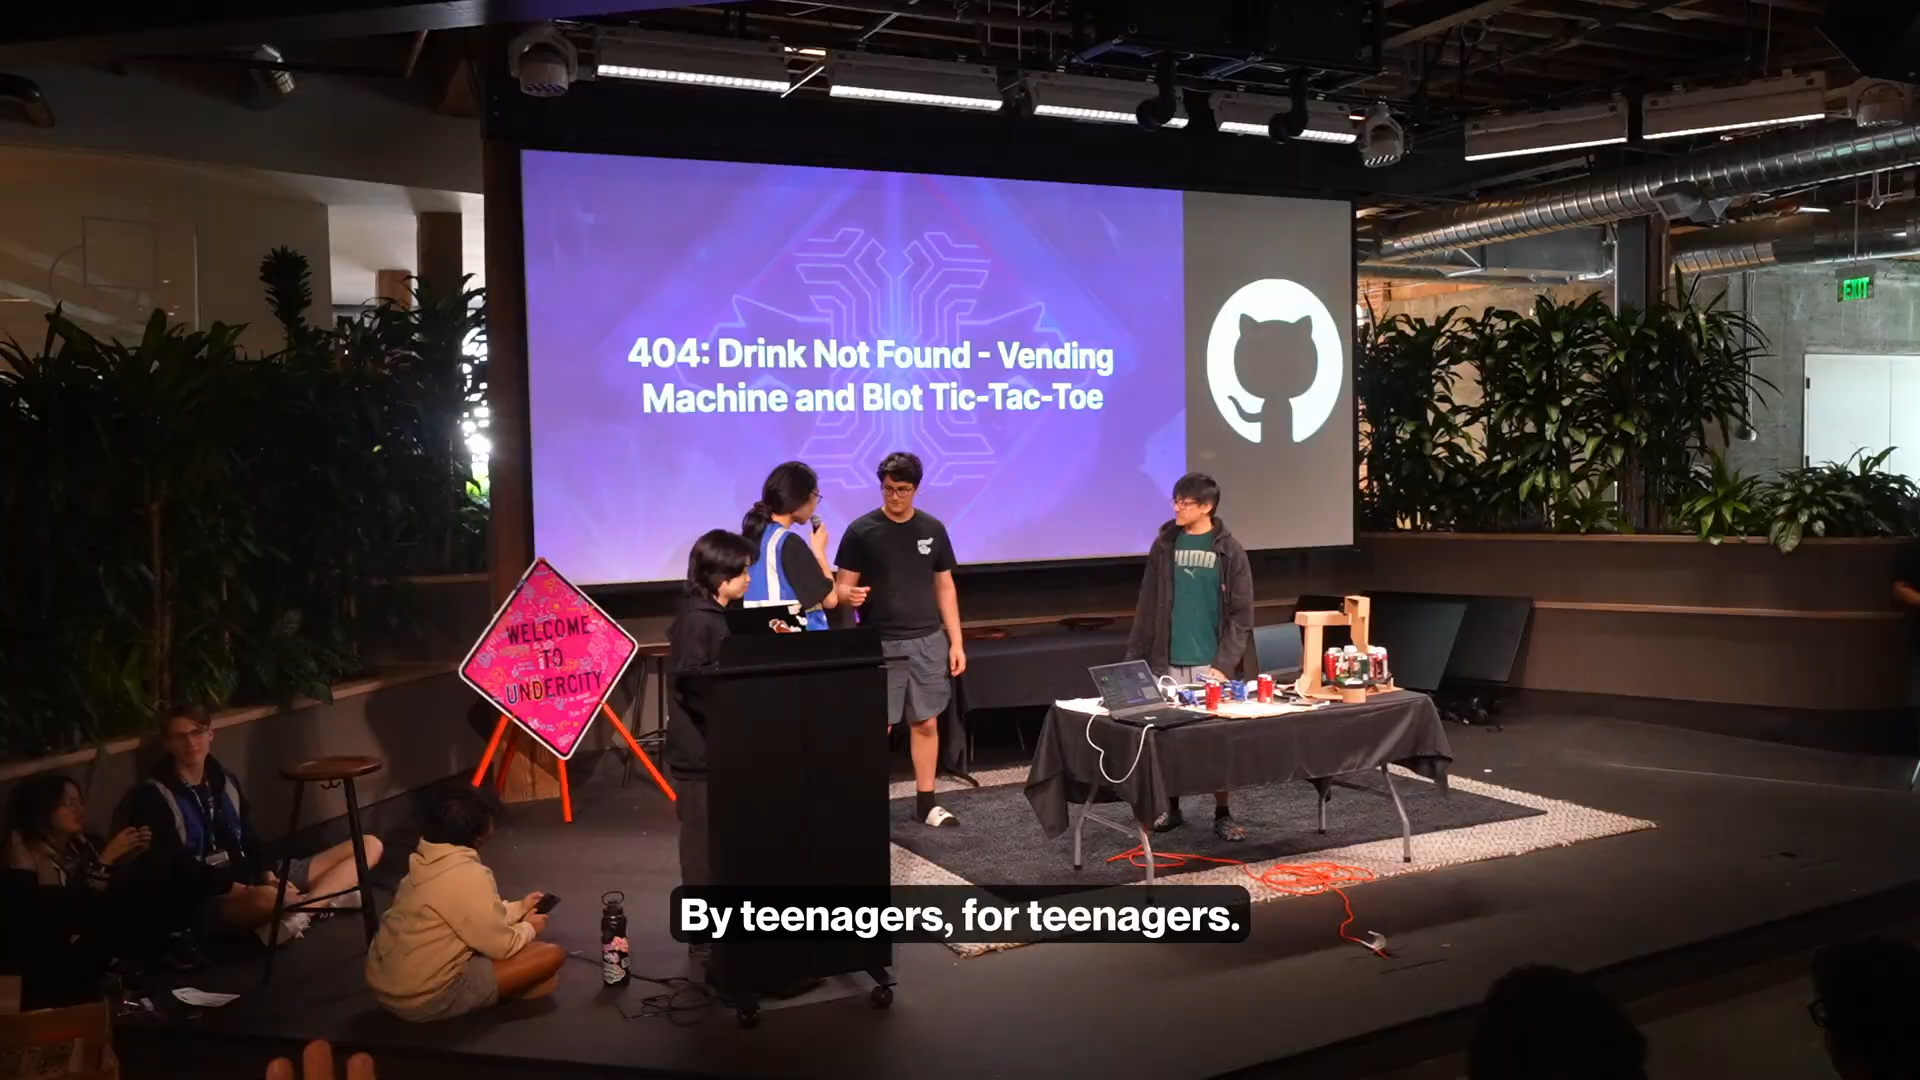 404: Drink Not Found - Vending
Machine and Blot Tic-Tac-Toe
EXIT
WELCOME
TO
UNDERCITY
PUMA
By teenagers, for teenagers.